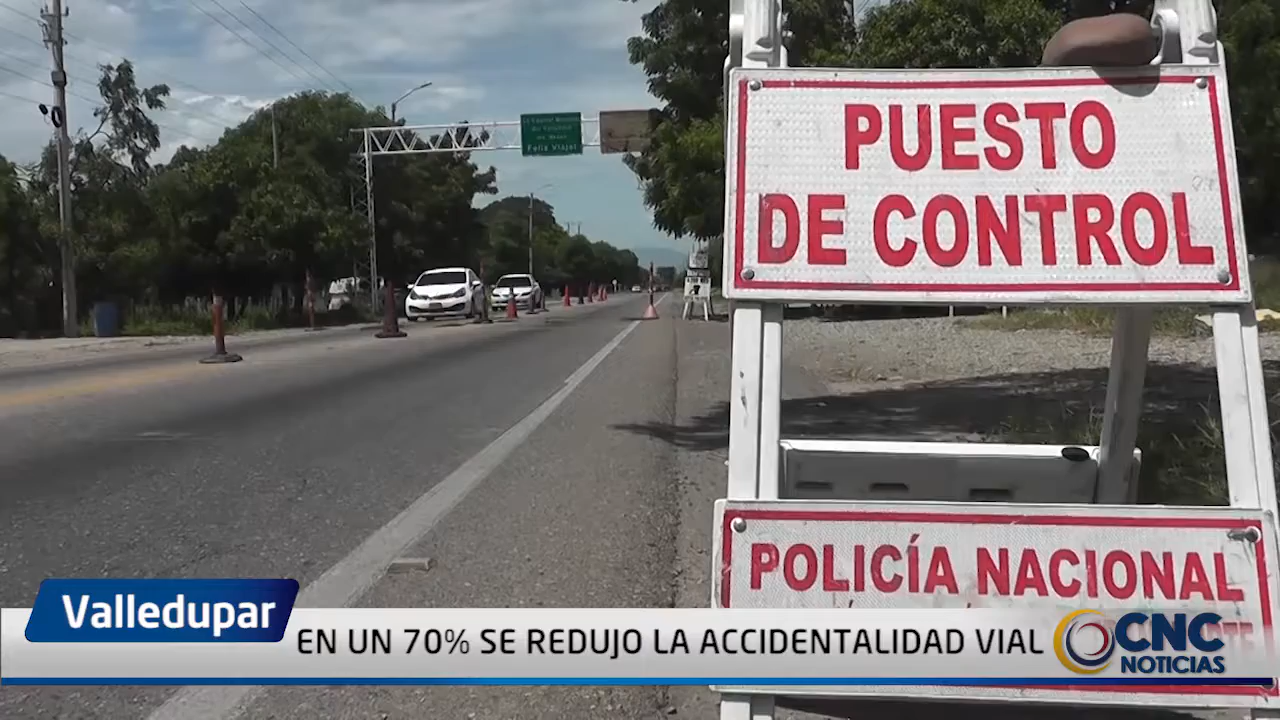 PUESTO
DE CONTROL
Feliz Viaje!
POLICÍA NACIONAL
Valledupar
EN UN 70% SE REDUJO LA ACCIDENTALIDAD VIAL
CNC
NOTICIAS